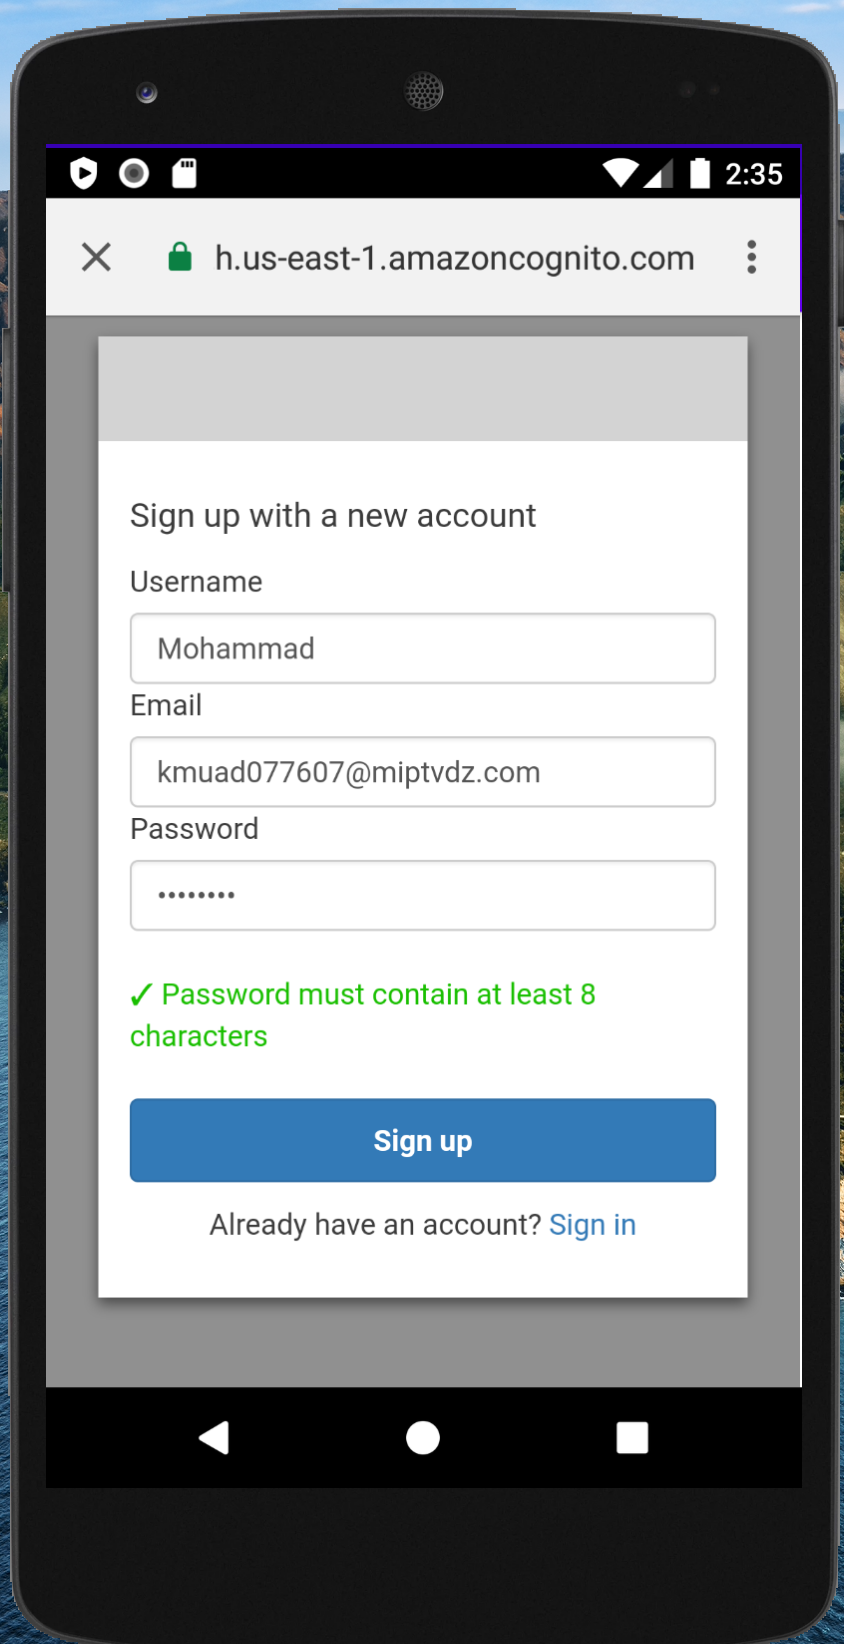 2:35
h.us-east-1.amazoncognito.com
Sign up with a new account
Username
Mohammad
Email
kmuad077607@miptvdz.com
Password
••••••••
✓ Password must contain at least 8
characters
Sign up
Already have an account? Sign in